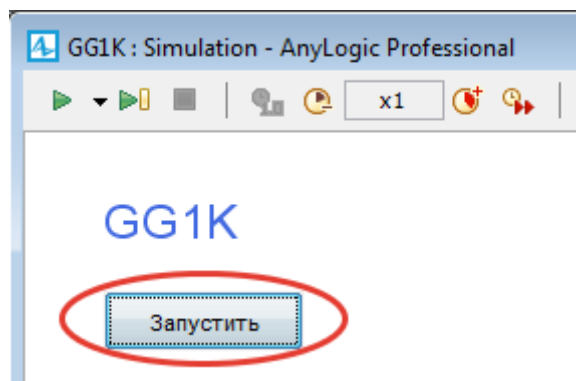 GG1K : Simulation - AnyLogic Professional
x1
GG1K
Запустить